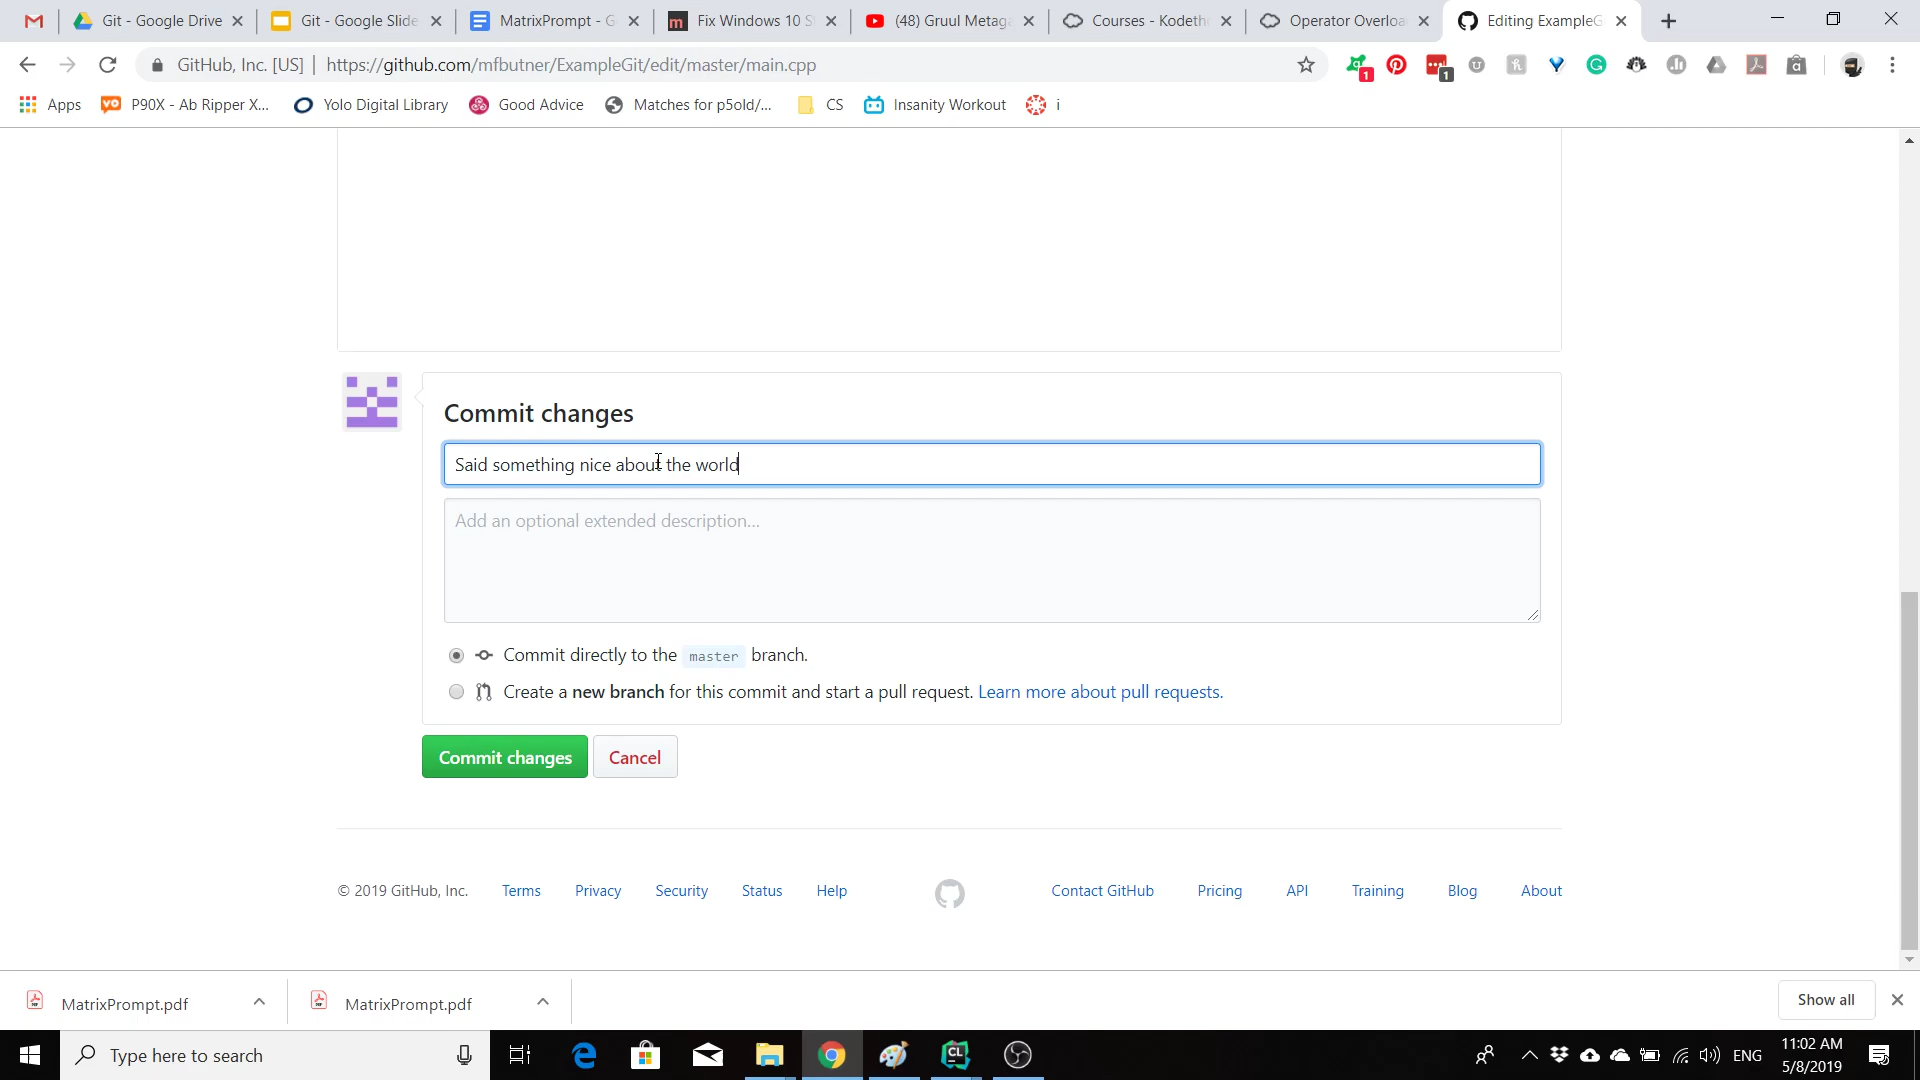 Git - Google Drive
Git - Google Slide
MatrixPrompt - G
Fix Windows 10 S
(48) Gruul Metaga
Courses - Kodeth
Operator Overloa
Editing ExampleG
GitHub, Inc. [US] | https://github.com/mfbutner/ExampleGit/edit/master/main.cpp
Apps
P90X - Ab Ripper X...
Yolo Digital Library
Good Advice
Matches for p5old/...
CS
Insanity Workout
i
Commit changes
Said something nice about the world
Add an optional extended description...
Commit directly to the master branch.
Create a new branch for this commit and start a pull request. Learn more about pull requests.
Commit changes
Cancel
© 2019 GitHub, Inc.
Terms
Privacy
Security
Status
Help
Contact GitHub
Pricing
API
Training
Blog
About
MatrixPrompt.pdf
MatrixPrompt.pdf
Show all
Type here to search
ENG
11:02 AM
5/8/2019